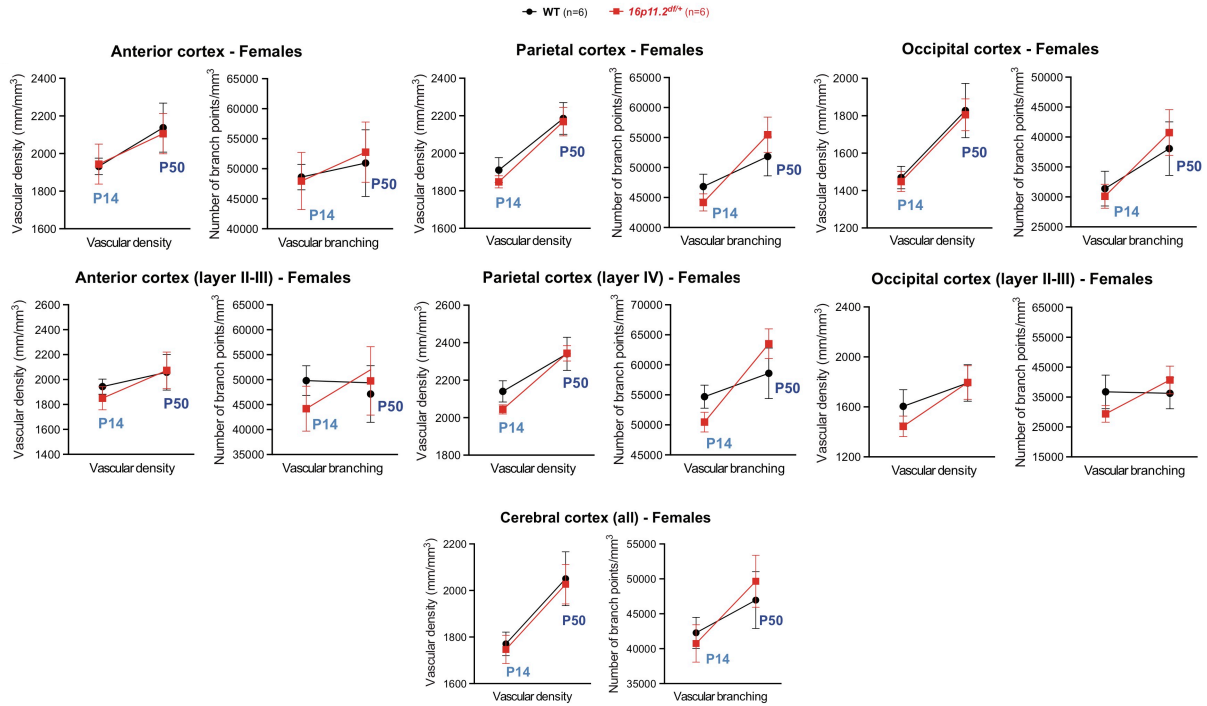 WT (n=6) 16p11.2df/+ (n=6)
Anterior cortex - Females
Vascular density (mm/mm³)
2400
2200
2000
1800
1600
P14
P50
Vascular density
Number of branch points/mm³
65000
60000
55000
50000
45000
40000
P14
P50
Vascular branching
Parietal cortex - Females
Vascular density (mm/mm³)
2400
2200
2000
1800
1600
P14
P50
Vascular density
Number of branch points/mm³
65000
60000
55000
50000
45000
40000
P14
P50
Vascular branching
Occipital cortex - Females
Vascular density (mm/mm³)
2000
1800
1600
1400
1200
P14
P50
Vascular density
Number of branch points/mm³
50000
45000
40000
35000
30000
25000
P14
P50
Vascular branching
Anterior cortex (layer II-III) - Females
Vascular density (mm/mm³)
2600
2400
2200
2000
1800
1600
1400
P14
P50
Vascular density
Number of branch points/mm³
65000
60000
55000
50000
45000
40000
35000
P14
P50
Vascular branching
Parietal cortex (layer IV) - Females
Vascular density (mm/mm³)
2600
2400
2200
2000
1800
P14
P50
Vascular density
Number of branch points/mm³
70000
65000
60000
55000
50000
45000
P14
P50
Vascular branching
Occipital cortex (layer II-III) - Females
Vascular density (mm/mm³)
2400
2000
1600
1200
P14
P50
Vascular density
Number of branch points/mm³
65000
55000
45000
35000
25000
15000
P14
P50
Vascular branching
Cerebral cortex (all) - Females
Vascular density (mm/mm³)
2200
2000
1800
1600
P14
P50
Vascular density
Number of branch points/mm³
55000
50000
45000
40000
35000
P14
P50
Vascular branching